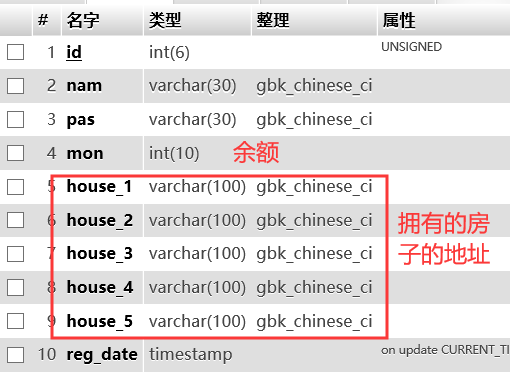 # 名字 类型 整理 属性
1 id int(6) UNSIGNED
2 nam varchar(30) gbk_chinese_ci
3 pas varchar(30) gbk_chinese_ci
4 mon int(10) 余额
5 house_1 varchar(100) gbk_chinese_ci
6 house_2 varchar(100) gbk_chinese_ci
7 house_3 varchar(100) gbk_chinese_ci
8 house_4 varchar(100) gbk_chinese_ci
9 house_5 varchar(100) gbk_chinese_ci
拥有的房
子的地址
10 reg_date timestamp on update CURRENT_TI